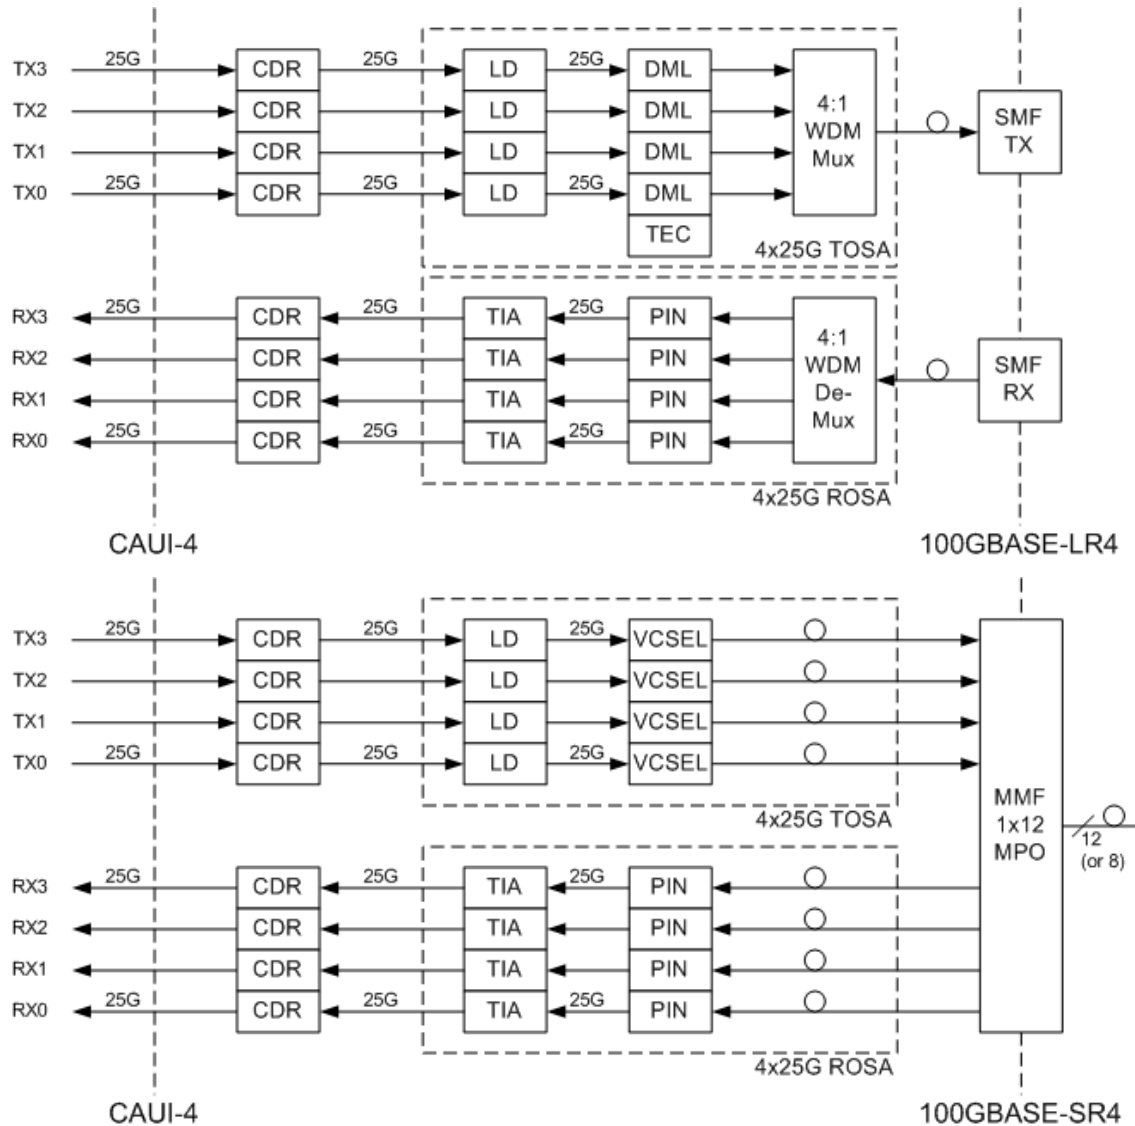 TX3 25G CDR 25G LD 25G DML
TX2 CDR LD DML
TX1 CDR LD DML
TX0 25G CDR 25G LD 25G DML
TEC
4:1
WDM
Mux
SMF
TX
4x25G TOSA
RX3 25G CDR 25G TIA 25G PIN
RX2 CDR TIA PIN
RX1 CDR TIA PIN
RX0 25G CDR 25G TIA 25G PIN
4:1
WDM
De-
Mux
SMF
RX
4x25G ROSA
CAUI-4 100GBASE-LR4
TX3 25G CDR 25G LD 25G VCSEL
TX2 CDR LD VCSEL
TX1 CDR LD VCSEL
TX0 25G CDR 25G LD 25G VCSEL
4x25G TOSA
MMF
1x12
MPO
12
(or 8)
RX3 25G CDR 25G TIA 25G PIN
RX2 CDR TIA PIN
RX1 CDR TIA PIN
RX0 25G CDR 25G TIA 25G PIN
4x25G ROSA
CAUI-4 100GBASE-SR4